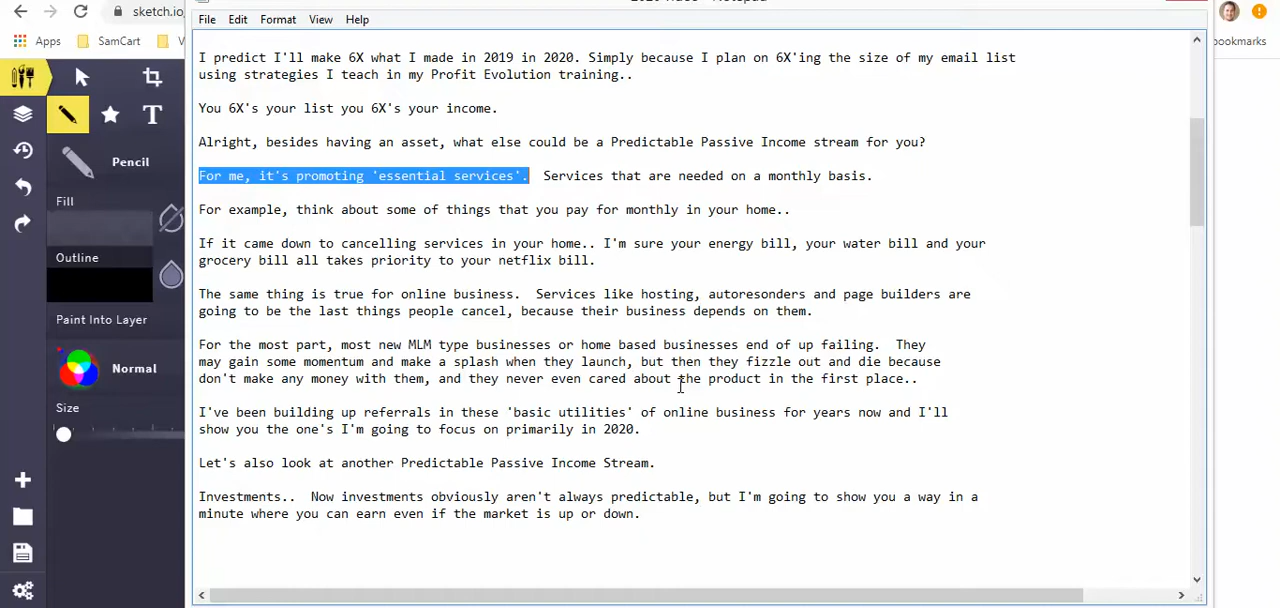 sketch.io
File Edit Format View Help
Apps SamCart
bookmarks
I predict I'll make 6X what I made in 2019 in 2020. Simply because I plan on 6X'ing the size of my email list
using strategies I teach in my Profit Evolution training..
You 6X's your list you 6X's your income.
Alright, besides having an asset, what else could be a Predictable Passive Income stream for you?
For me, it's promoting 'essential services'. Services that are needed on a monthly basis.
For example, think about some of things that you pay for monthly in your home..
If it came down to cancelling services in your home.. I'm sure your energy bill, your water bill and your
grocery bill all takes priority to your netflix bill.
The same thing is true for online business. Services like hosting, autoresonders and page builders are
going to be the last things people cancel, because their business depends on them.
For the most part, most new MLM type businesses or home based businesses end of up failing. They
may gain some momentum and make a splash when they launch, but then they fizzle out and die because
don't make any money with them, and they never even cared about the product in the first place..
I've been building up referrals in these 'basic utilities' of online business for years now and I'll
show you the one's I'm going to focus on primarily in 2020.
Let's also look at another Predictable Passive Income Stream.
Investments.. Now investments obviously aren't always predictable, but I'm going to show you a way in a
minute where you can earn even if the market is up or down.
T
Pencil
Fill
Outline
Paint Into Layer
Normal
Size